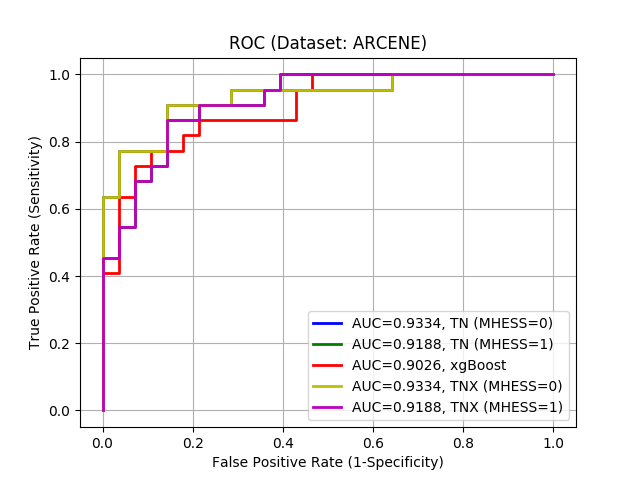 ROC (Dataset: ARCENE)
True Positive Rate (Sensitivity)
1.0
0.8
0.6
0.4
0.2
0.0
AUC=0.9334, TN (MHESS=0)
AUC=0.9188, TN (MHESS=1)
AUC=0.9026, xgBoost
AUC=0.9334, TNX (MHESS=0)
AUC=0.9188, TNX (MHESS=1)
0.0 0.2 0.4 0.6 0.8 1.0
False Positive Rate (1-Specificity)